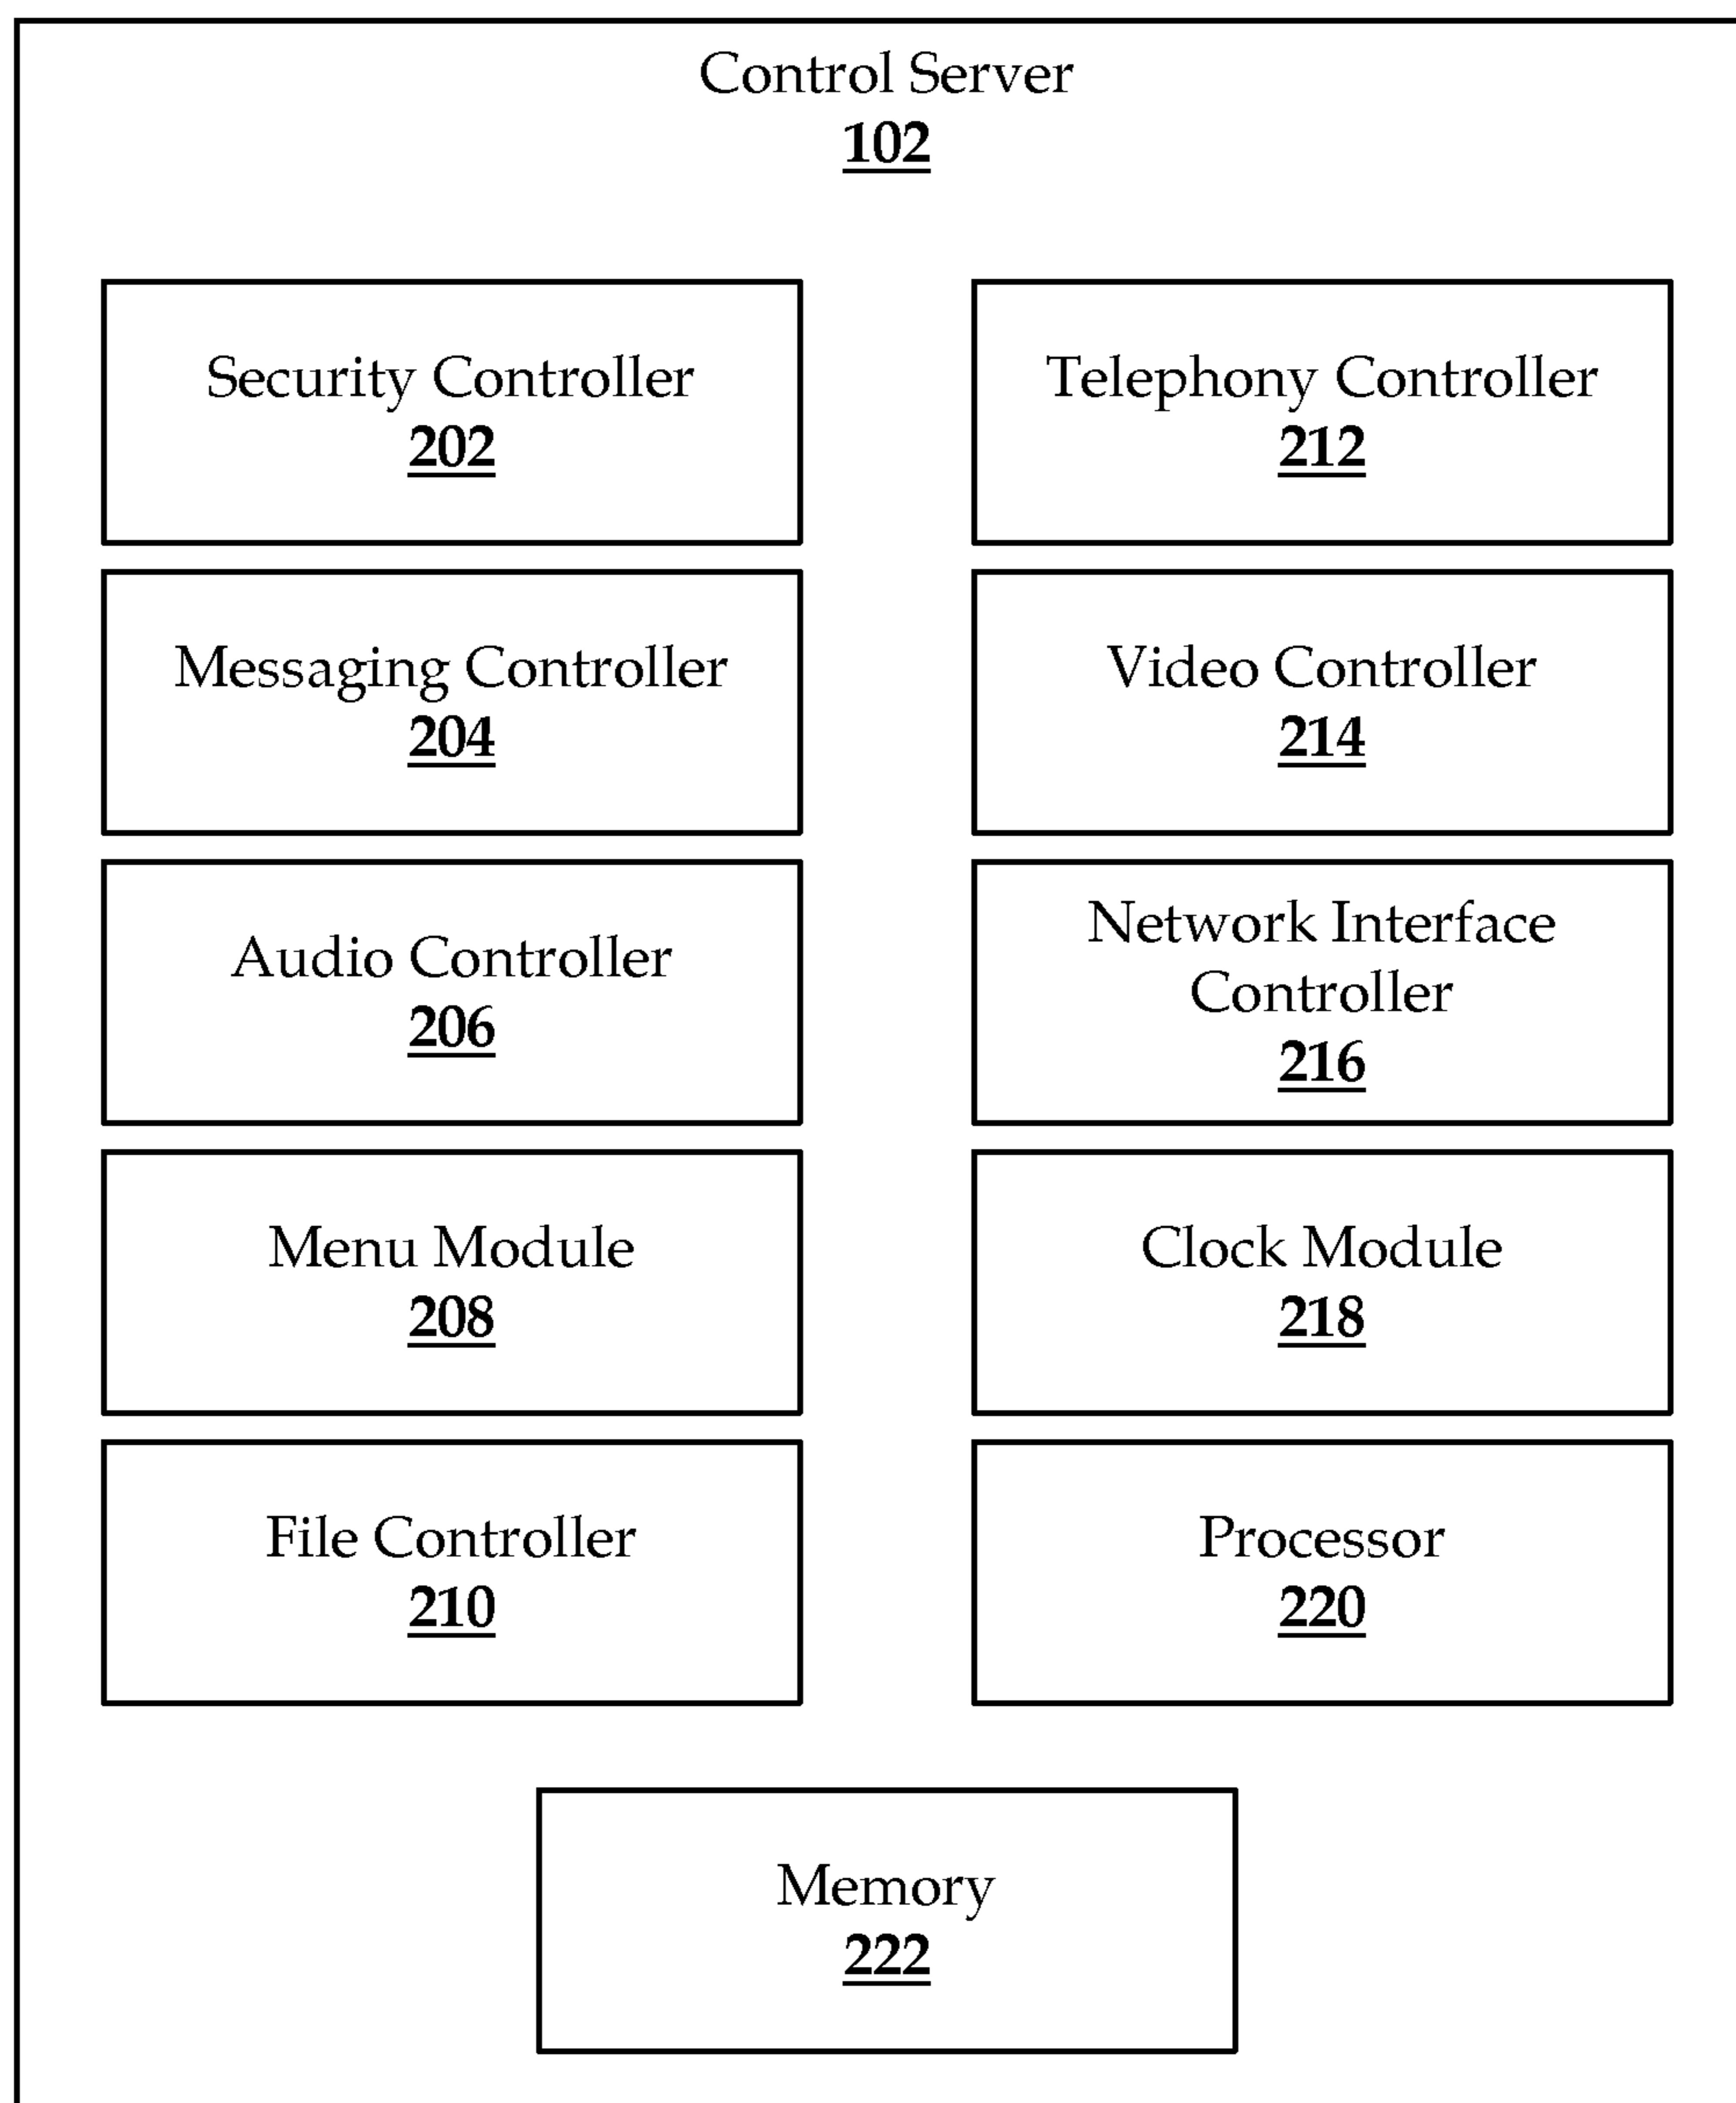 Control Server
102
Security Controller
202
Telephony Controller
212
Messaging Controller
204
Video Controller
214
Audio Controller
206
Network Interface
Controller
216
Menu Module
208
Clock Module
218
File Controller
210
Processor
220
Memory
222